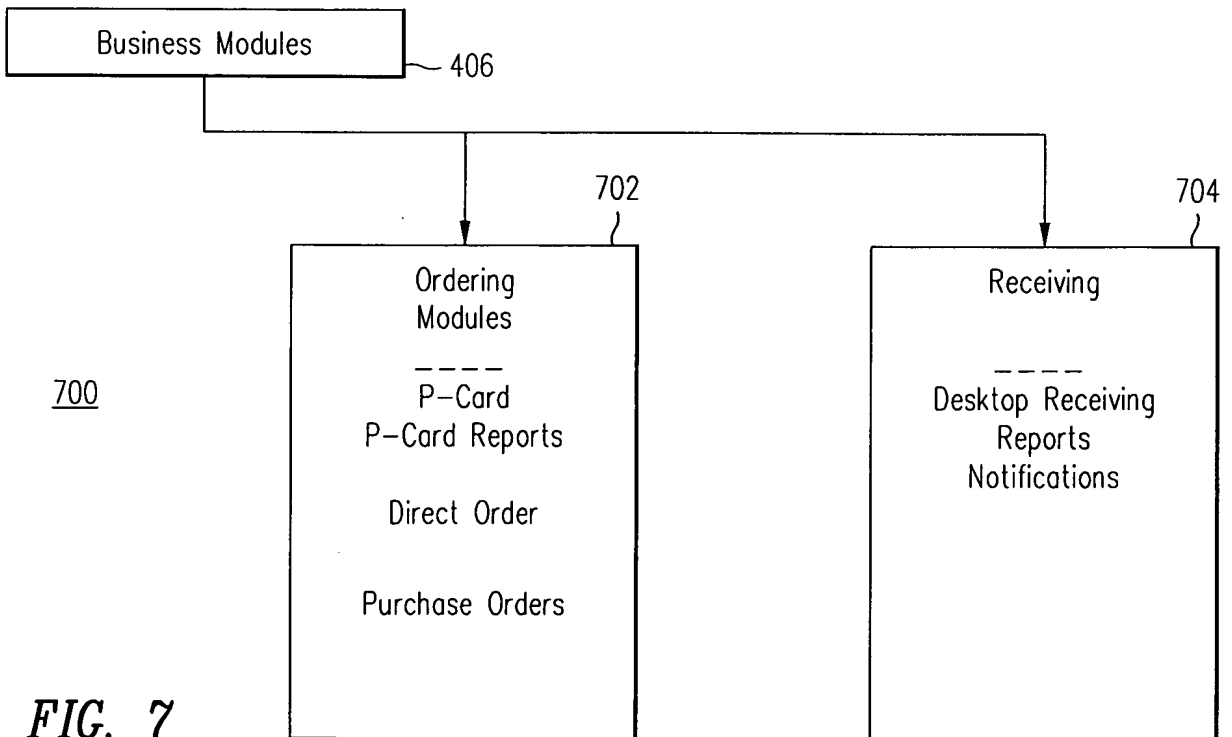 Business Modules
406
702
704
Ordering
Modules
P-Card
P-Card Reports
Direct Order
Purchase Orders
Receiving
Desktop Receiving
Reports
Notifications
700
FIG. 7